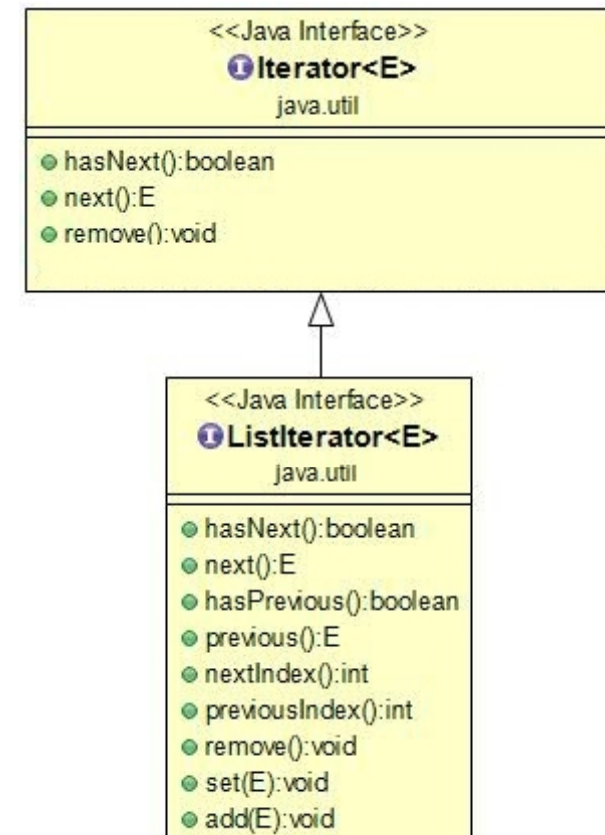 <<Java Interface>>
Iterator<E>
java.util
hasNext():boolean
next():E
remove():void
<<Java Interface>>
ListIterator<E>
java.util
hasNext():boolean
next():E
hasPrevious():boolean
previous():E
nextIndex():int
previousIndex():int
remove():void
set(E):void
add(E):void